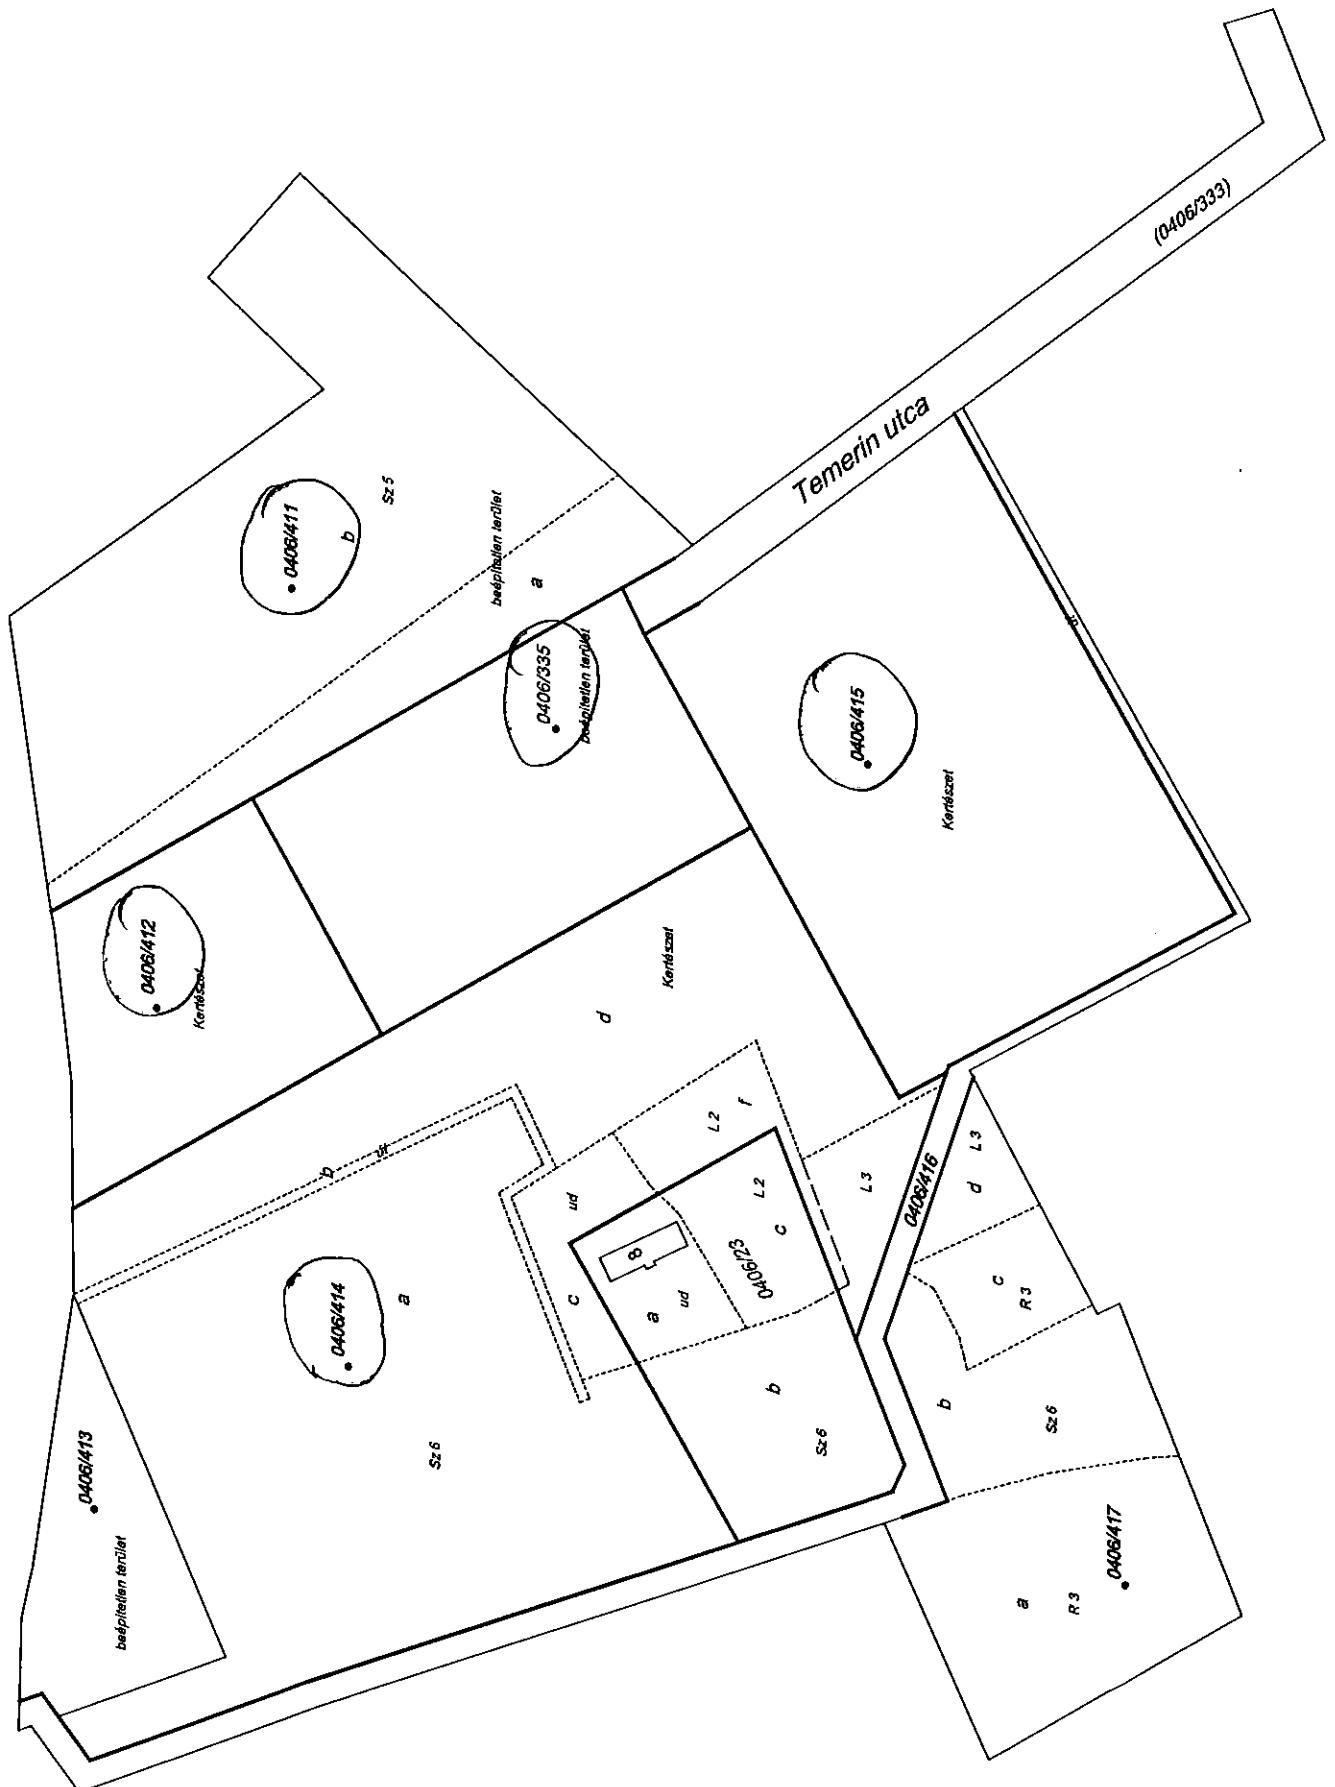 (0406/333)
Temerin utca
0406/411
b
Sz 5
beépítetlen terület
a
0406/335
beépítetlen terület
út
0406/415
Kertészet
0406/412
Kertészet
Kertészet
d
b
út
L 2
f
ud
L 3
0406/416
L 3
d
L 2
c
0406/23
8
a
ud
c
c
R 3
0406/414
a
Sz 6
b
Sz 6
b
Sz 6
0406/413
beépítetlen terület
0406/417
a
R 3